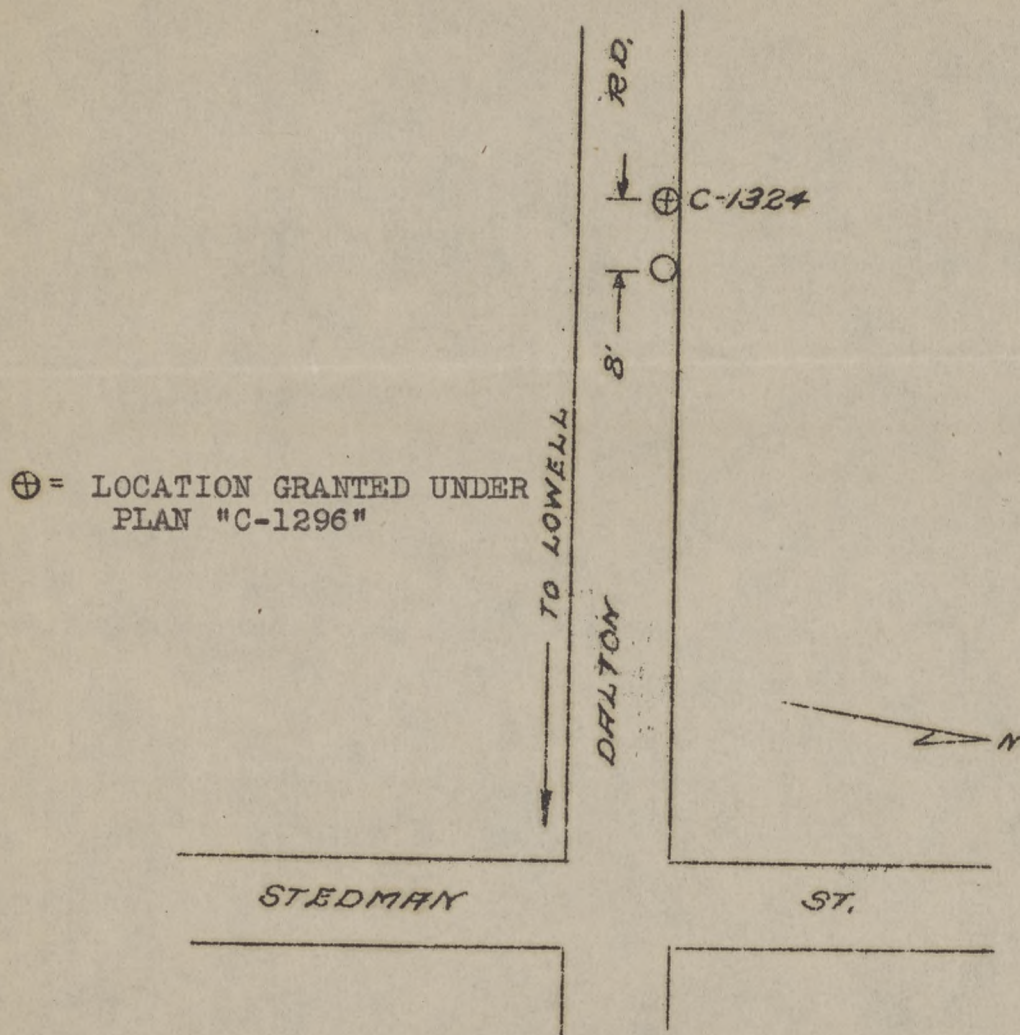 RD.
⊕ C-1324
8'
⊕ = LOCATION GRANTED UNDER
PLAN "C-1296"
TO LOWELL
DALTON
N
STEDMAN ST.